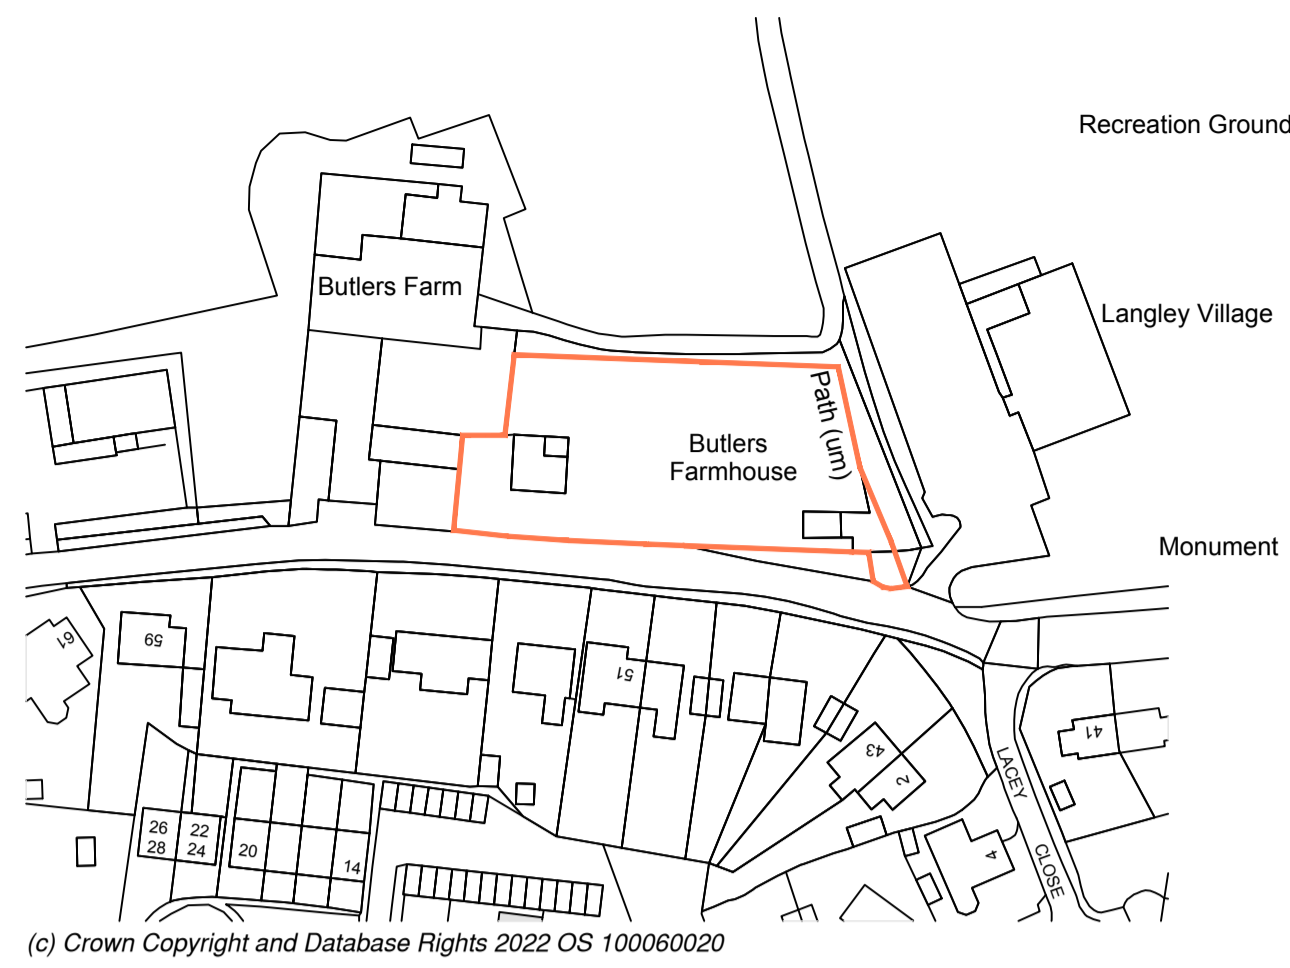 Recreation Ground
Butlers Farm
Langley Village
Path (um)
Butlers
Farmhouse
Monument
61
59
51
43
2
41
LACEY
CLOSE
26
22
28
24
20
14
4
(c) Crown Copyright and Database Rights 2022 OS 100060020